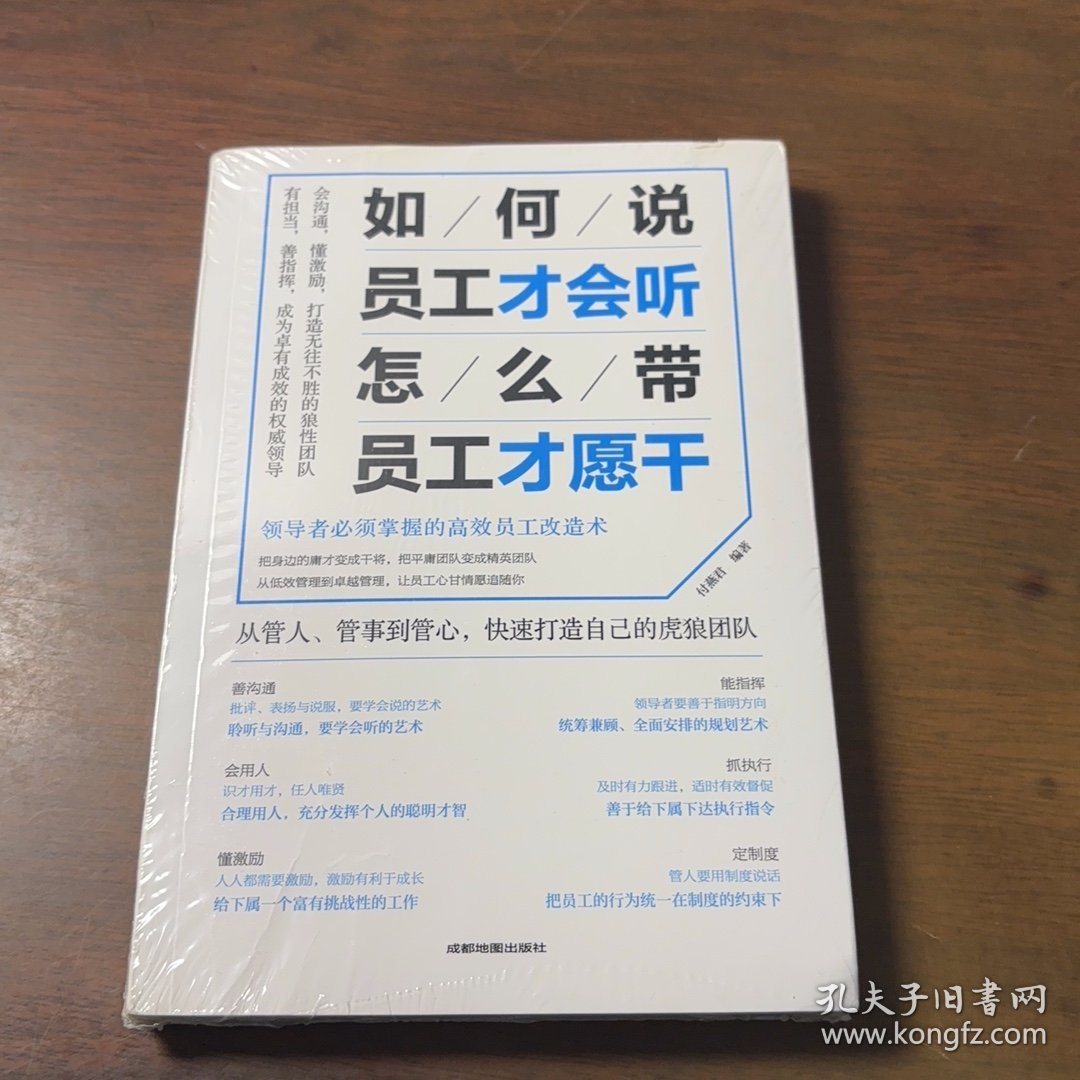 如/何/说
员工才会听
怎/么/带
员工才愿干
会沟通，懂激励，打造无往不胜的狼性团队
有担当，善指挥，成为卓有成效的权威领导
领导者必须掌握的高效员工改造术
把身边的庸才变成干将，把平庸团队变成精英团队
从低效管理到卓越管理，让员工心甘情愿追随你
付燕君 编著
从管人、管事到管心，快速打造自己的虎狼团队
善沟通
批评、表扬与说服，要学会说的艺术
聆听与沟通，要学会听的艺术
能指挥
领导者要善于指明方向
统筹兼顾、全面安排的规划艺术
会用人
识才用才，任人唯贤
合理用人，充分发挥个人的聪明才智
抓执行
及时有力跟进，适时有效督促
善于给下属下达执行指令
懂激励
人人都需要激励，激励有利于成长
给下属一个富有挑战性的工作
定制度
管人要用制度说话
把员工的行为统一在制度的约束下
成都地图出版社
孔夫子旧书网
www.kongfz.com